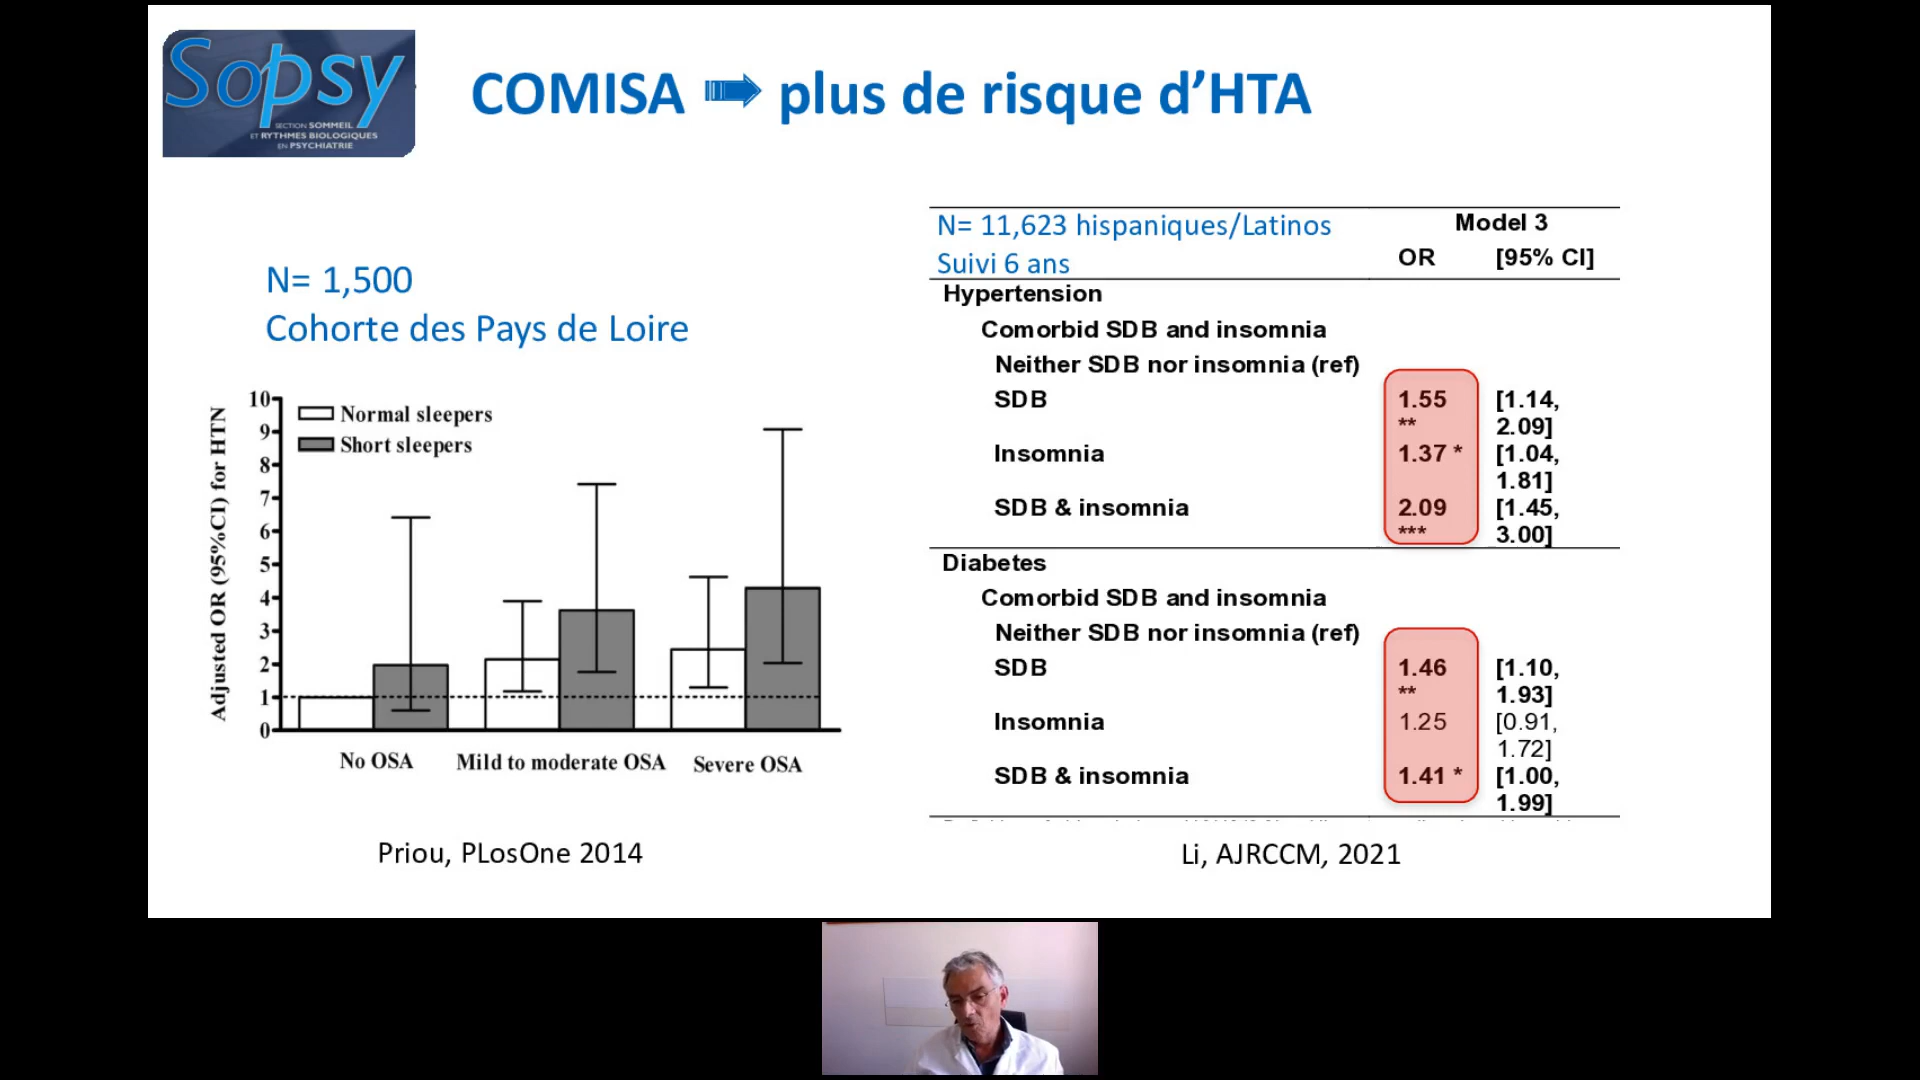 Sopsy
SECTION SOMMEIL
ET RYTHMES BIOLOGIQUES
EN PSYCHIATRIE
COMISA plus de risque d’HTA
N= 1,500
Cohorte des Pays de Loire
Adjusted OR (95%CI) for HTN
10
9
8
7
6
5
4
3
2
1
0
Normal sleepers
Short sleepers
No OSA
Mild to moderate OSA
Severe OSA
Priou, PLosOne 2014
N= 11,623 hispaniques/Latinos
Suivi 6 ans
Model 3
OR [95% CI]
Hypertension
Comorbid SDB and insomnia
Neither SDB nor insomnia (ref)
SDB 1.55 [1.14,
** 2.09]
Insomnia 1.37 * [1.04,
1.81]
SDB & insomnia 2.09 [1.45,
*** 3.00]
Diabetes
Comorbid SDB and insomnia
Neither SDB nor insomnia (ref)
SDB 1.46 [1.10,
** 1.93]
Insomnia 1.25 [0.91,
1.72]
SDB & insomnia 1.41 * [1.00,
1.99]
Li, AJRCCM, 2021